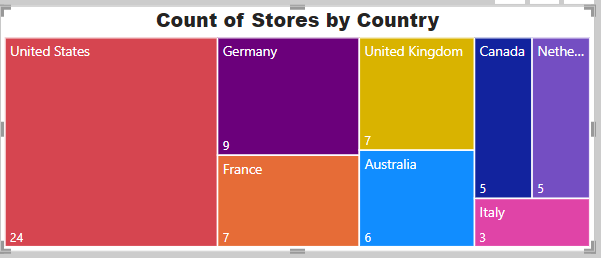 Count of Stores by Country
United States
24
Germany
9
France
7
United Kingdom
7
Australia
6
Canada
5
Nethe...
5
Italy
3